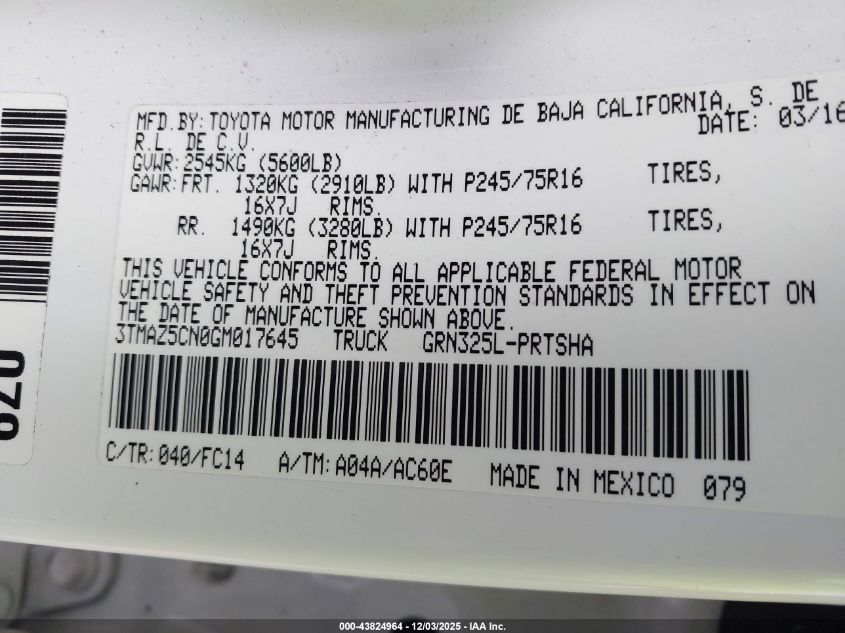 MFD.BY:TOYOTA MOTOR MANUFACTURING DE BAJA CALIFORNIA, S. DE
R.L. DE C.V. DATE: 03/16
GVWR:2545KG (5600LB)
GAWR:FRT. 1320KG (2910LB) WITH P245/75R16 TIRES,
16X7J RIMS.
RR. 1490KG (3280LB) WITH P245/75R16 TIRES,
16X7J RIMS.
THIS VEHICLE CONFORMS TO ALL APPLICABLE FEDERAL MOTOR
VEHICLE SAFETY AND THEFT PREVENTION STANDARDS IN EFFECT ON
THE DATE OF MANUFACTURE SHOWN ABOVE.
3TMAZ5CN0GM017645 TRUCK GRN325L-PRTSHA
C/TR:040/FC14 A/TM:A04A/AC60E MADE IN MEXICO 079
000-43824964 - 12/03/2025 - IAA Inc.